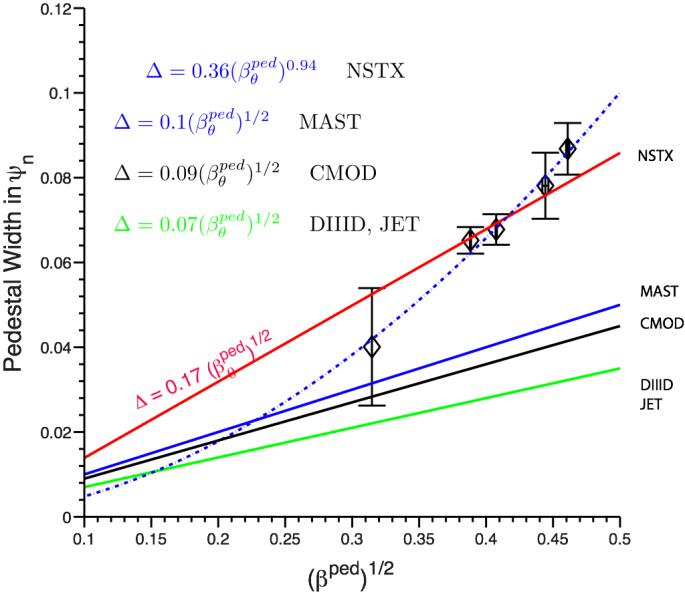 0.12
Δ = 0.36(β_θ^ped)^0.94 NSTX
0.1
Δ = 0.1(β_θ^ped)^1/2 MAST
Δ = 0.09(β_θ^ped)^1/2 CMOD
0.08
NSTX
Δ = 0.07(β_θ^ped)^1/2 DIIID, JET
Pedestal Width in ψ_n
0.06
MAST
CMOD
0.04
Δ = 0.17 (β_θ^ped)^1/2
DIIID
JET
0.02
0
0.1 0.15 0.2 0.25 0.3 0.35 0.4 0.45 0.5
(β^ped)^1/2